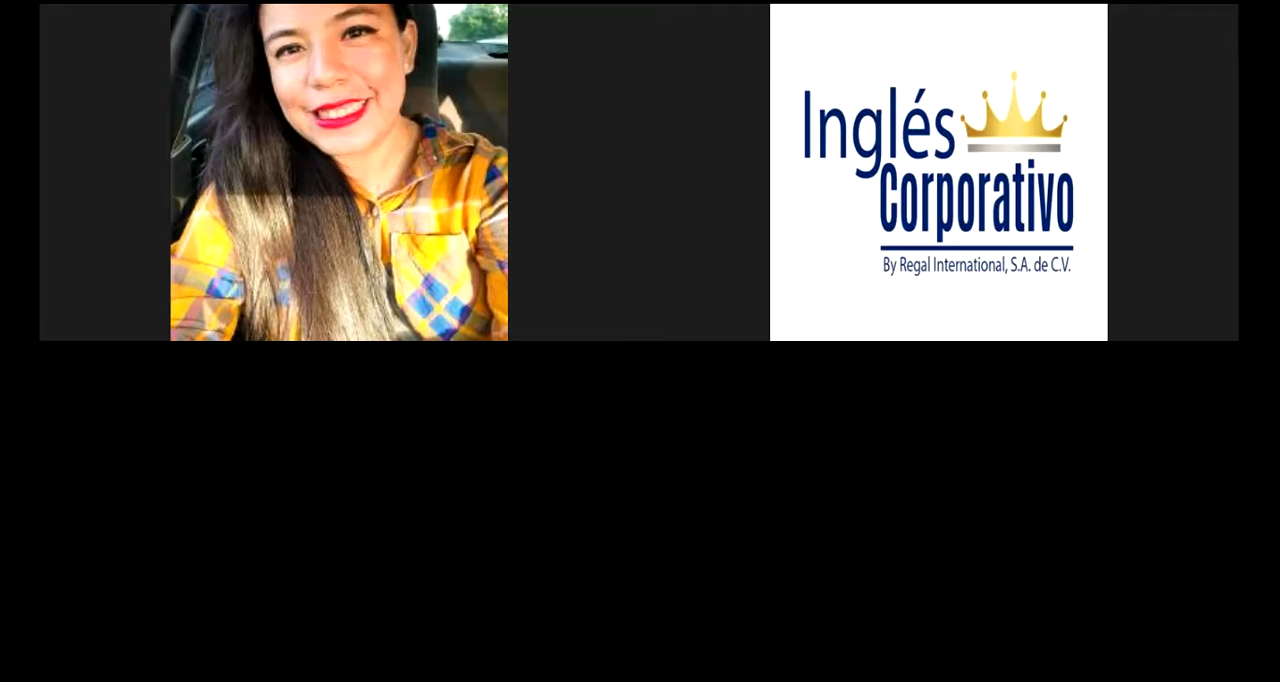 Inglés
Corporativo
By Regal International, S.A. de C.V.